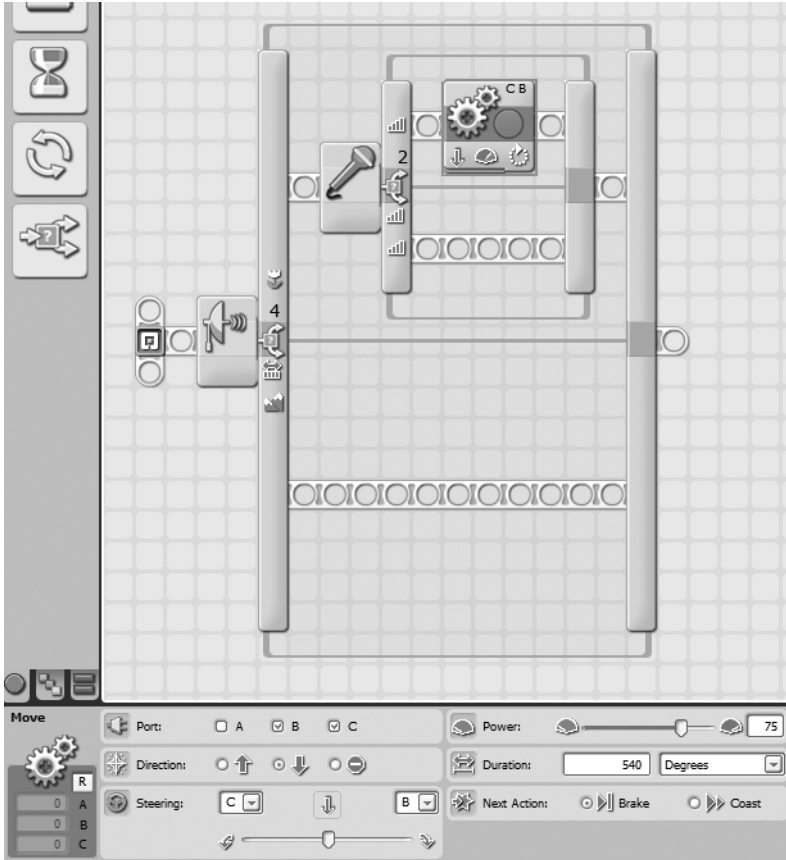 C B
2
4
?
?
?
Move
R
0 A
0 B
0 C
Port: A B C
Direction:
Steering: C B
Power: 75
Duration: 540 Degrees
Next Action: Brake Coast